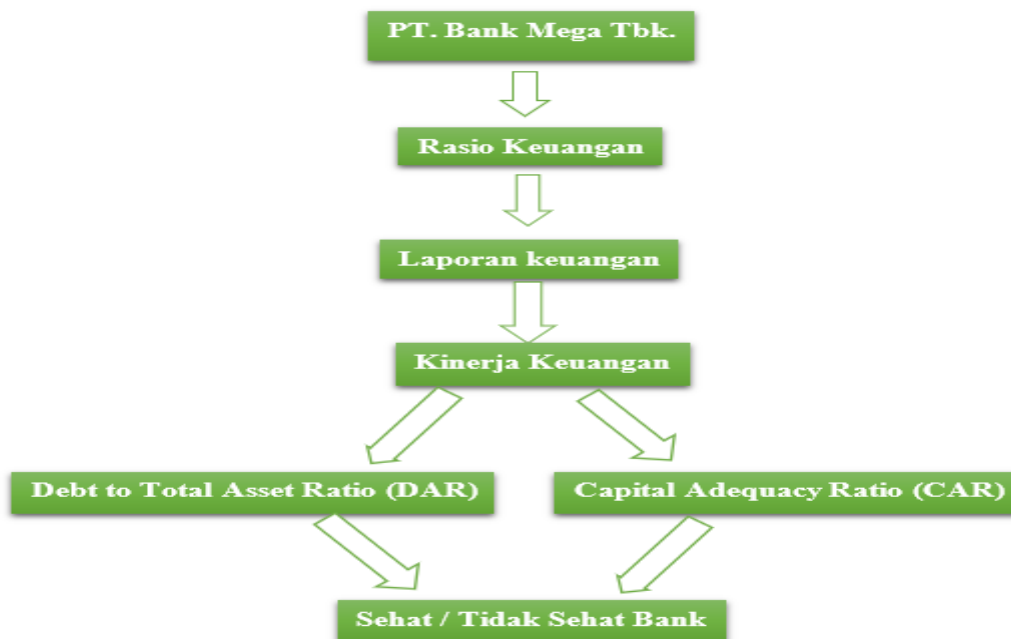 PT. Bank Mega Tbk.
Rasio Keuangan
Laporan keuangan
Kinerja Keuangan
Debt to Total Asset Ratio (DAR)
Capital Adequacy Ratio (CAR)
Sehat / Tidak Sehat Bank